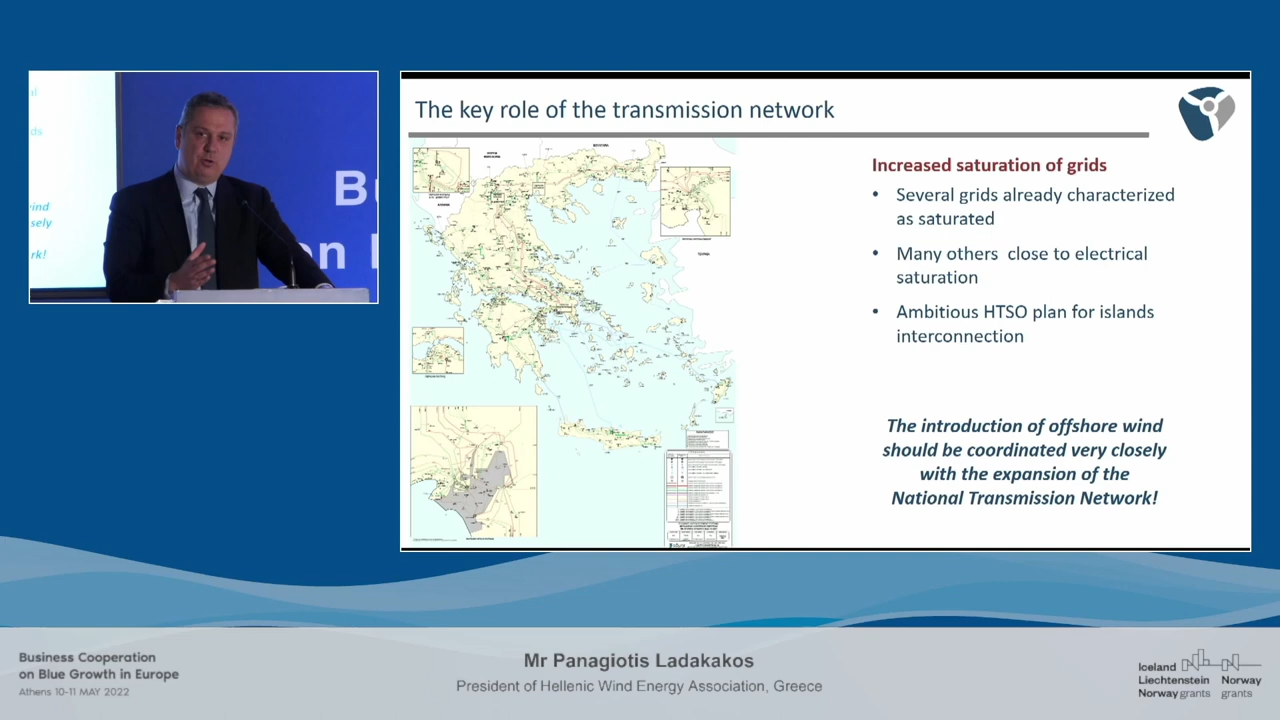 The key role of the transmission network
Increased saturation of grids
• Several grids already characterized
as saturated
• Many others close to electrical
saturation
• Ambitious HTSO plan for islands
interconnection
The introduction of offshore wind
should be coordinated very closely
with the expansion of the
National Transmission Network!
Business Cooperation
on Blue Growth in Europe
Athens 10-11 MAY 2022
Mr Panagiotis Ladakakos
President of Hellenic Wind Energy Association, Greece
Iceland
Liechtenstein Norway
Norway grants grants